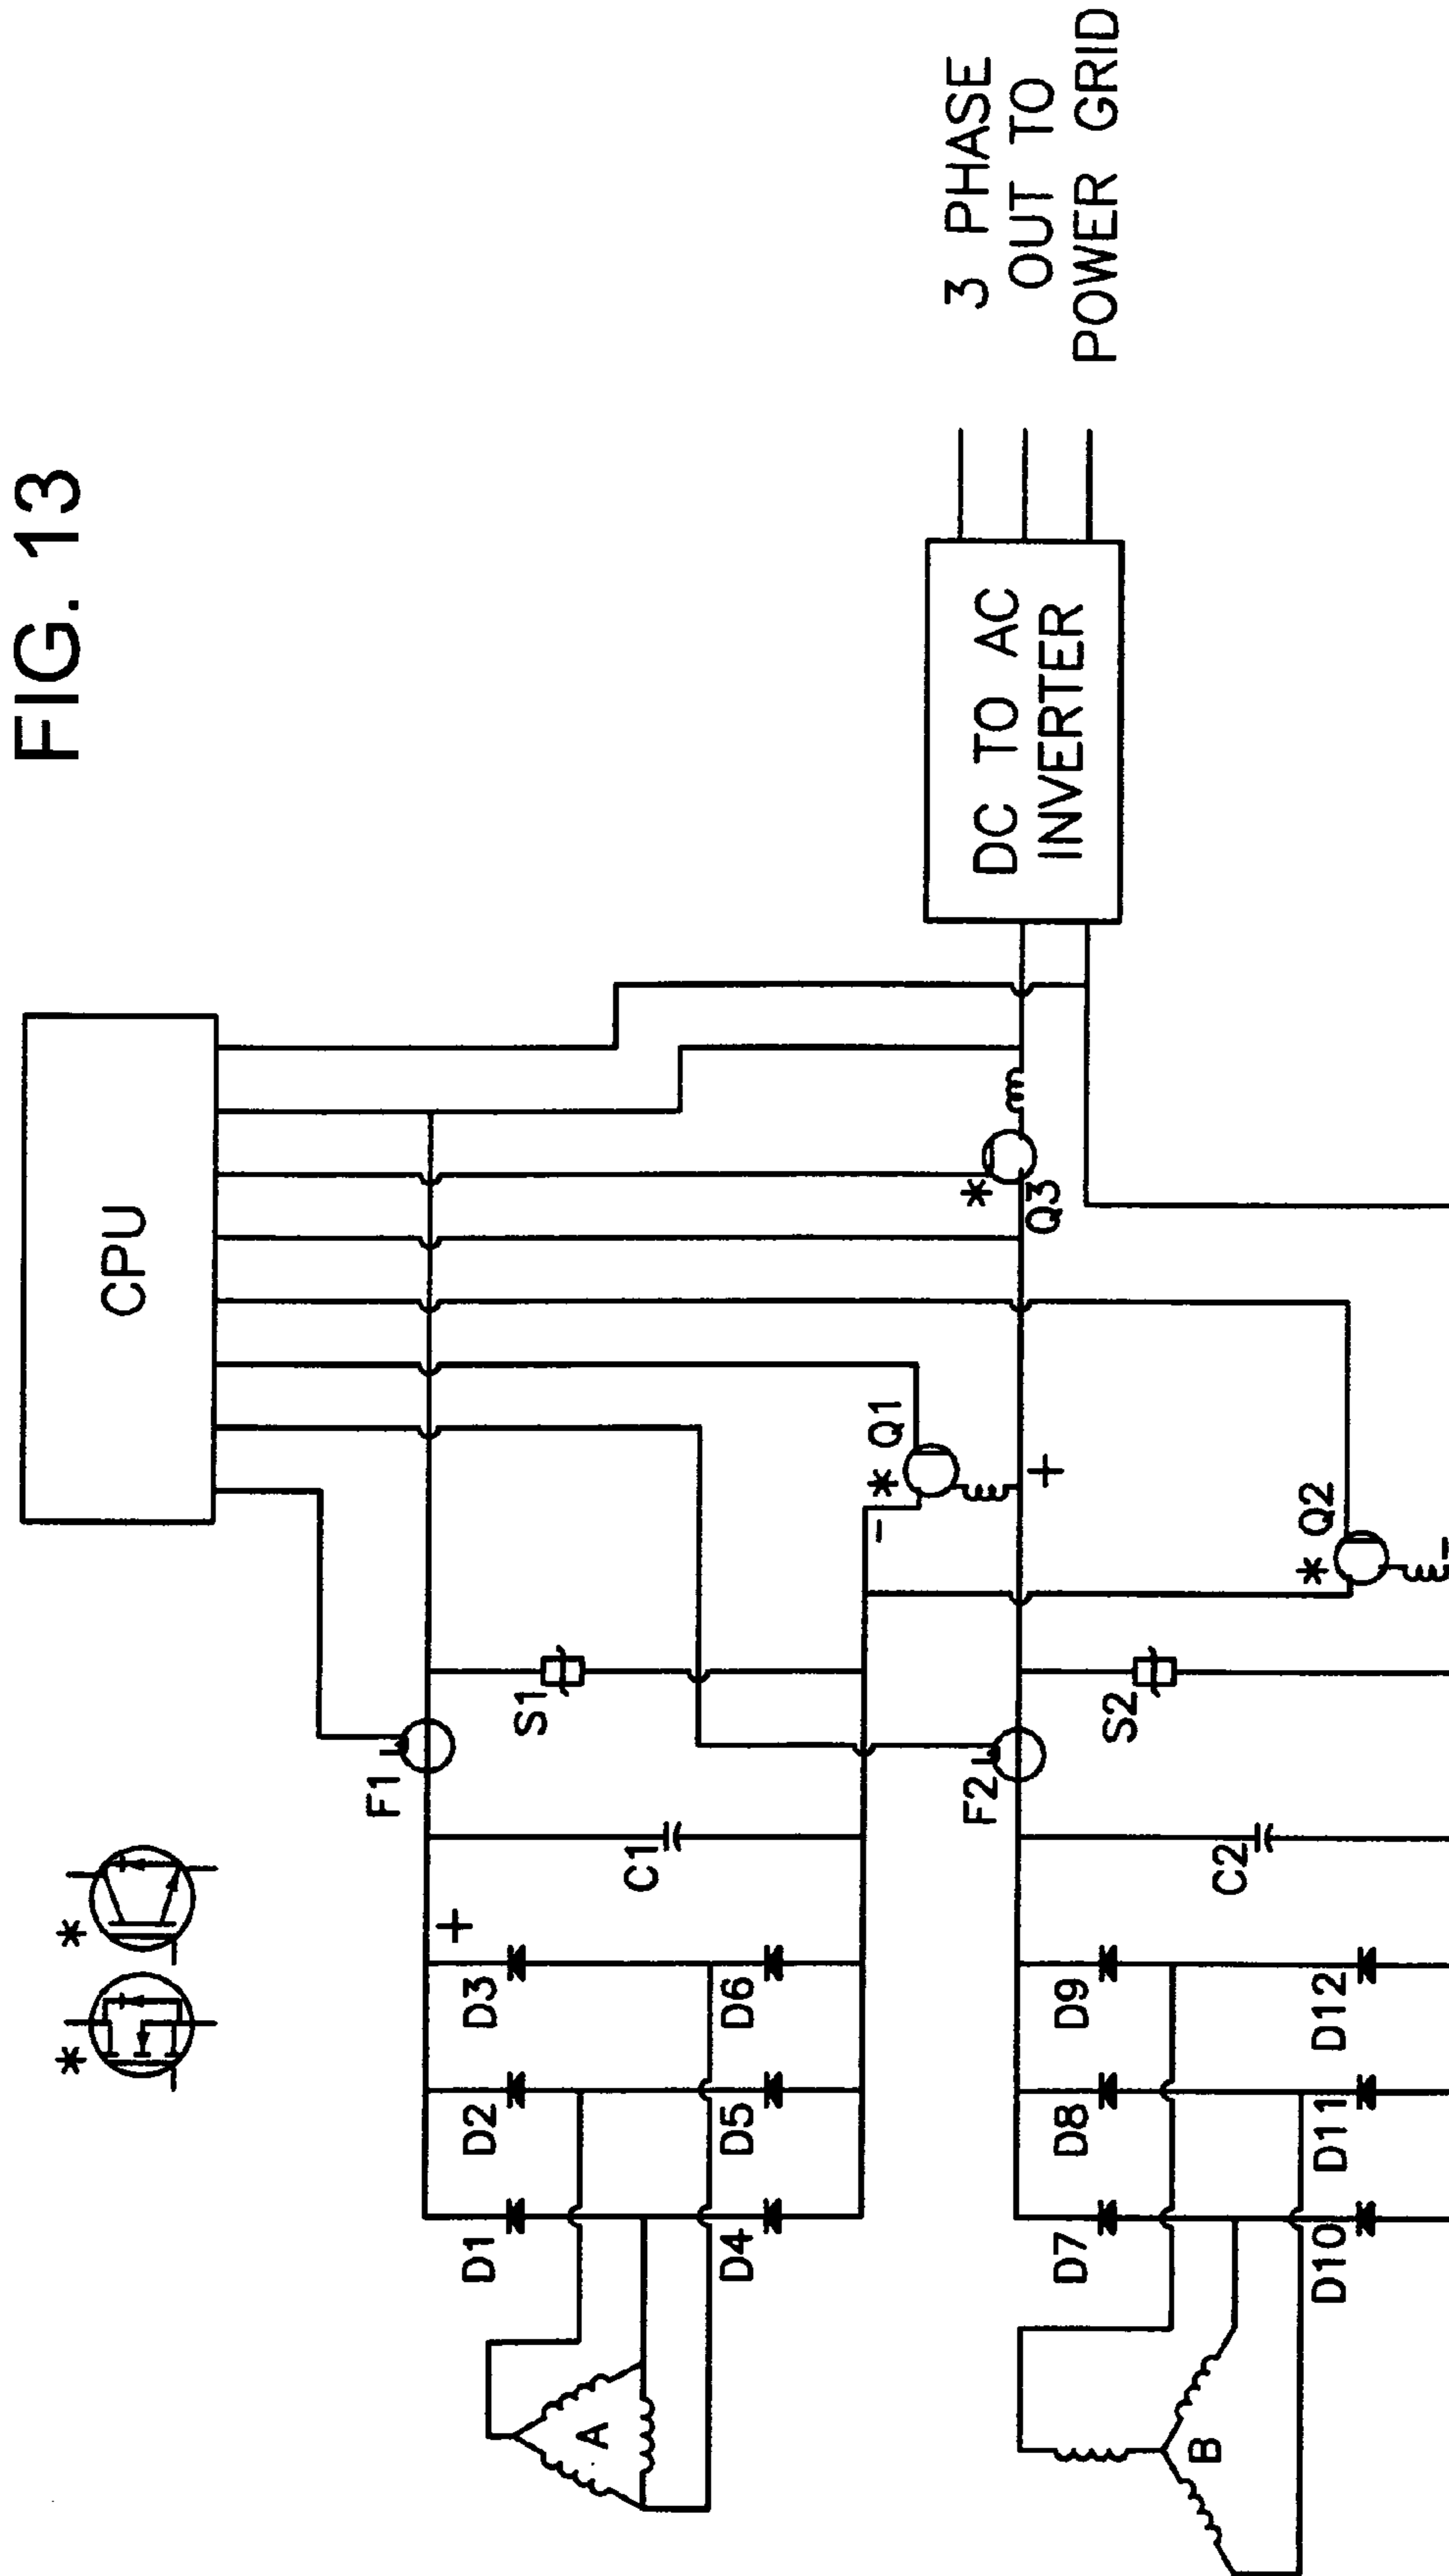 FIG. 13
CPU
*
*
3 PHASE
OUT TO
POWER GRID
DC TO AC
INVERTER
F1
S1
C1
+
D1
D2
D3
D4
D5
D6
A
-
*
Q1
*
Q3
+
F2
S2
C2
*
Q2
-
D7
D8
D9
D10
D11
D12
B